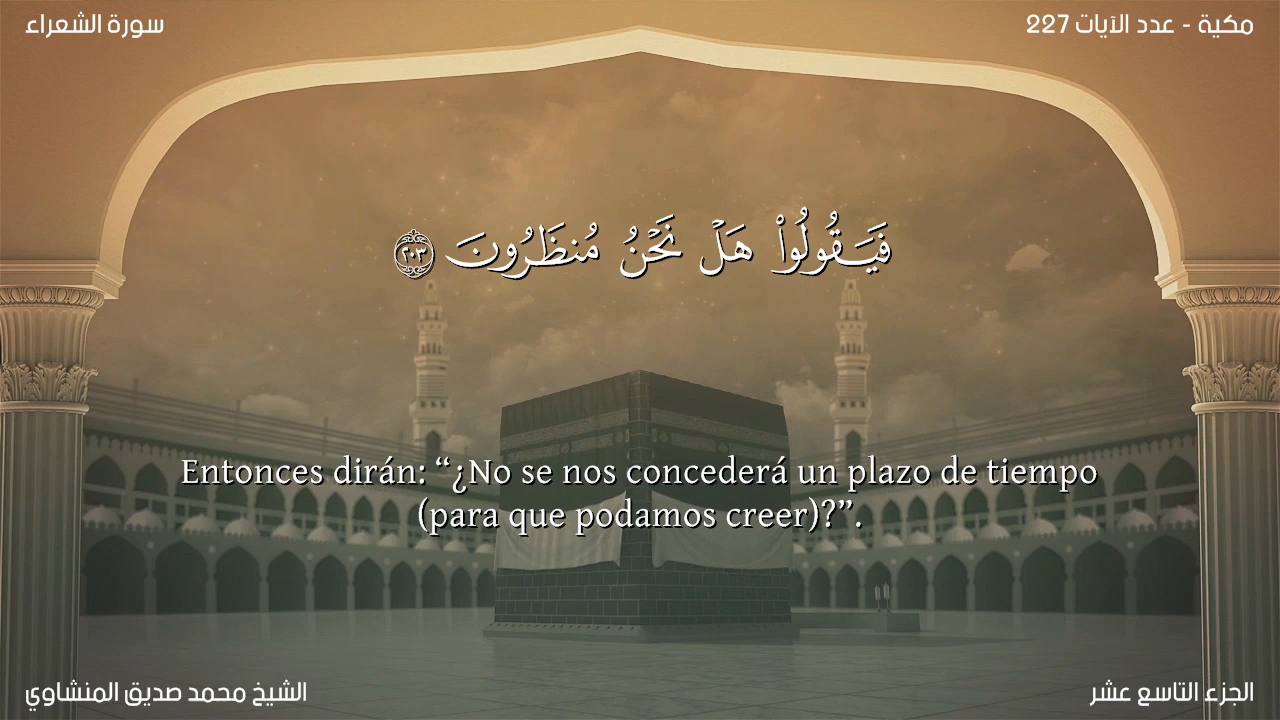 سورة الشعراء
مكية - عدد الآيات 227
فَيَقُولُوا۟ هَلْ نَحْنُ مُنظَرُونَ ٢٠٣
Entonces dirán: “¿No se nos concederá un plazo de tiempo
(para que podamos creer)?”.
الشيخ محمد صديق المنشاوي
الجزء التاسع عشر